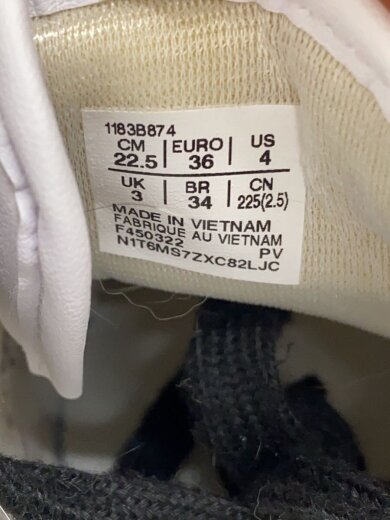 1183B874
CM EURO US
22.5 36 4
UK BR CN
3 34 225(2.5)
MADE IN VIETNAM
FABRIQUE AU VIETNAM
F450322 PV
N1T6MS7ZXC82LJC